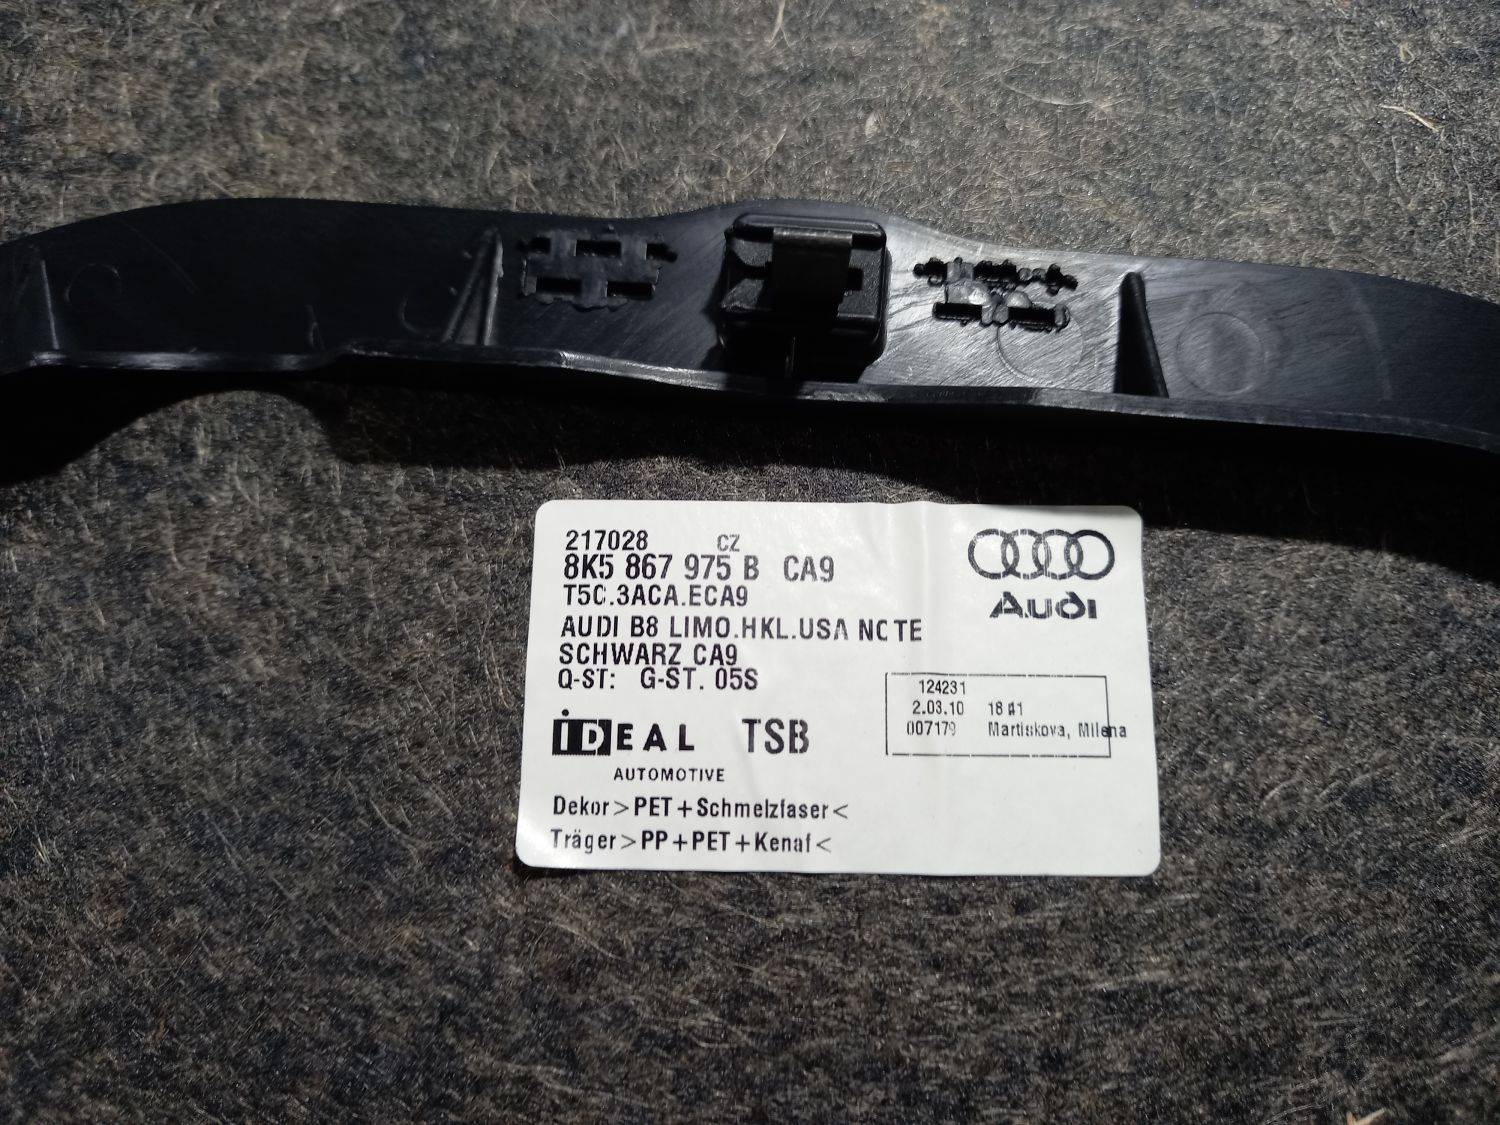 217028 CZ
8K5 867 975 B CA9
T5C.3ACA.ECA9
AUDI B8 LIMO.HKL.USA NCTE
SCHWARZ CA9
Q-ST: G-ST. 05S
Audi
124231
2.03.10
007179 Martiskova, Milena
iDEAL TSB
AUTOMOTIVE
Dekor>PET+Schmelzfaser<
Träger>PP+PET+Kenaf<